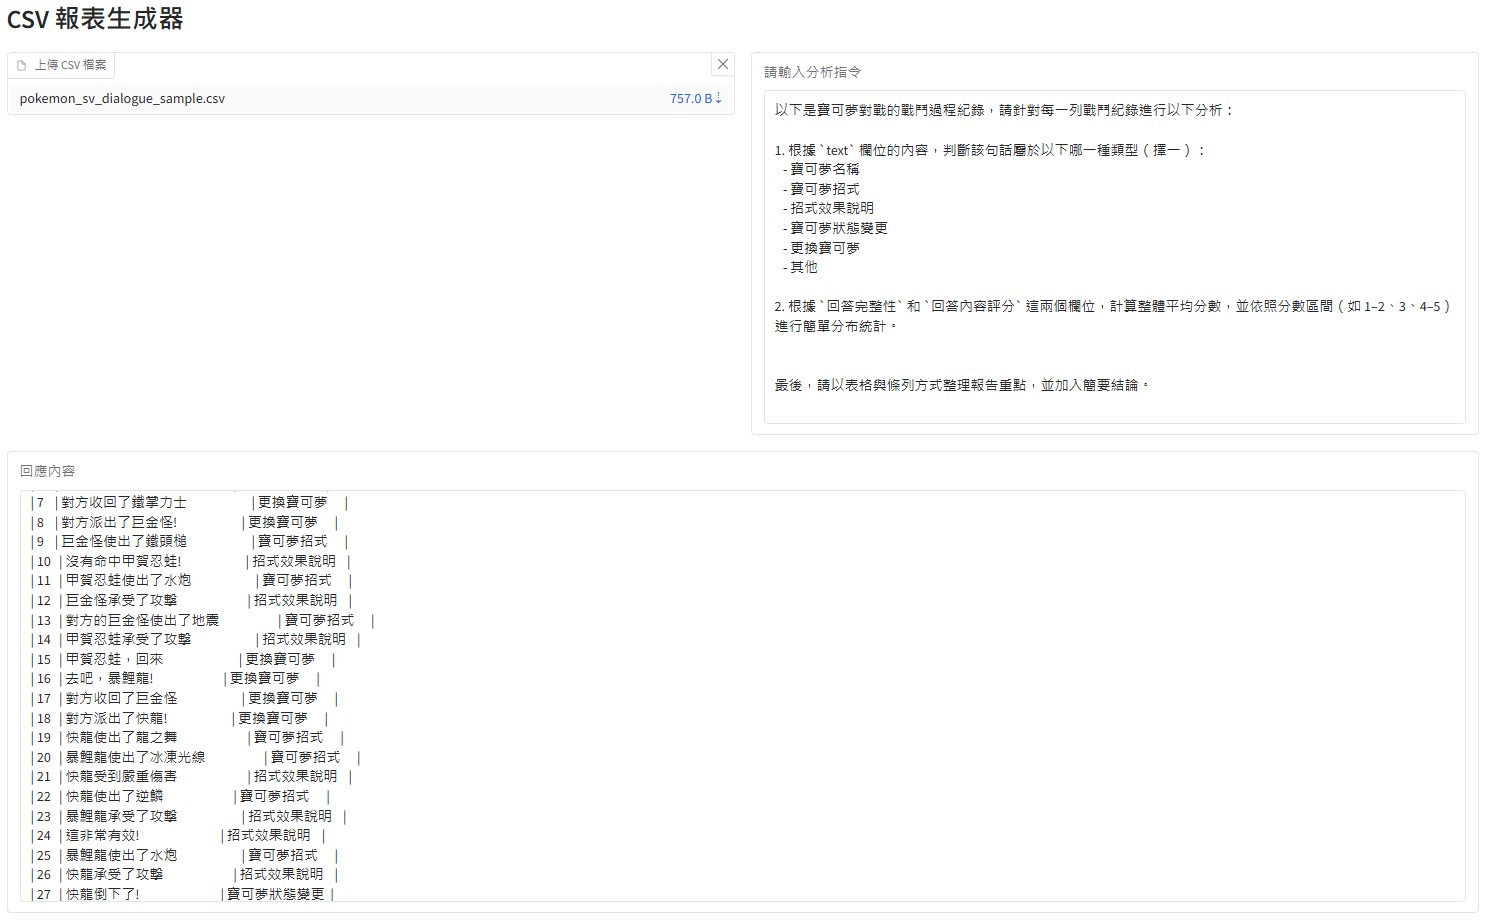 CSV 報表生成器
上傳 CSV 檔案
pokemon_sv_dialogue_sample.csv
757.0 B ⇣
請輸入分析指令
以下是寶可夢對戰的戰鬥過程紀錄，請針對每一列戰鬥紀錄進行以下分析：
1. 根據 `text` 欄位的內容，判斷該句話屬於以下哪一種類型（擇一）：
- 寶可夢名稱
- 寶可夢招式
- 招式效果說明
- 寶可夢狀態變更
- 更換寶可夢
- 其他
2. 根據 `回答完整性` 和 `回答內容評分` 這兩個欄位，計算整體平均分數，並依照分數區間（如 1–2、3、4–5）
進行簡單分布統計。
最後，請以表格與條列方式整理報告重點，並加入簡要結論。
回應內容
|7 |對方收回了鐵掌力士 |更換寶可夢 |
|8 |對方派出了巨金怪! |更換寶可夢 |
|9 |巨金怪使出了鐵頭槌 |寶可夢招式 |
|10 |沒有命中甲賀忍蛙! |招式效果說明 |
|11 |甲賀忍蛙使出了水炮 |寶可夢招式 |
|12 |巨金怪承受了攻擊 |招式效果說明 |
|13 |對方的巨金怪使出了地震 |寶可夢招式 |
|14 |甲賀忍蛙承受了攻擊 |招式效果說明 |
|15 |甲賀忍蛙，回來 |更換寶可夢 |
|16 |去吧，暴鯉龍! |更換寶可夢 |
|17 |對方收回了巨金怪 |更換寶可夢 |
|18 |對方派出了快龍! |更換寶可夢 |
|19 |快龍使出了龍之舞 |寶可夢招式 |
|20 |暴鯉龍使出了冰凍光線 |寶可夢招式 |
|21 |快龍受到嚴重傷害 |招式效果說明 |
|22 |快龍使出了逆鱗 |寶可夢招式 |
|23 |暴鯉龍承受了攻擊 |招式效果說明 |
|24 |這非常有效! |招式效果說明 |
|25 |暴鯉龍使出了水炮 |寶可夢招式 |
|26 |快龍承受了攻擊 |招式效果說明 |
|27 |快龍倒下了! |寶可夢狀態變更 |